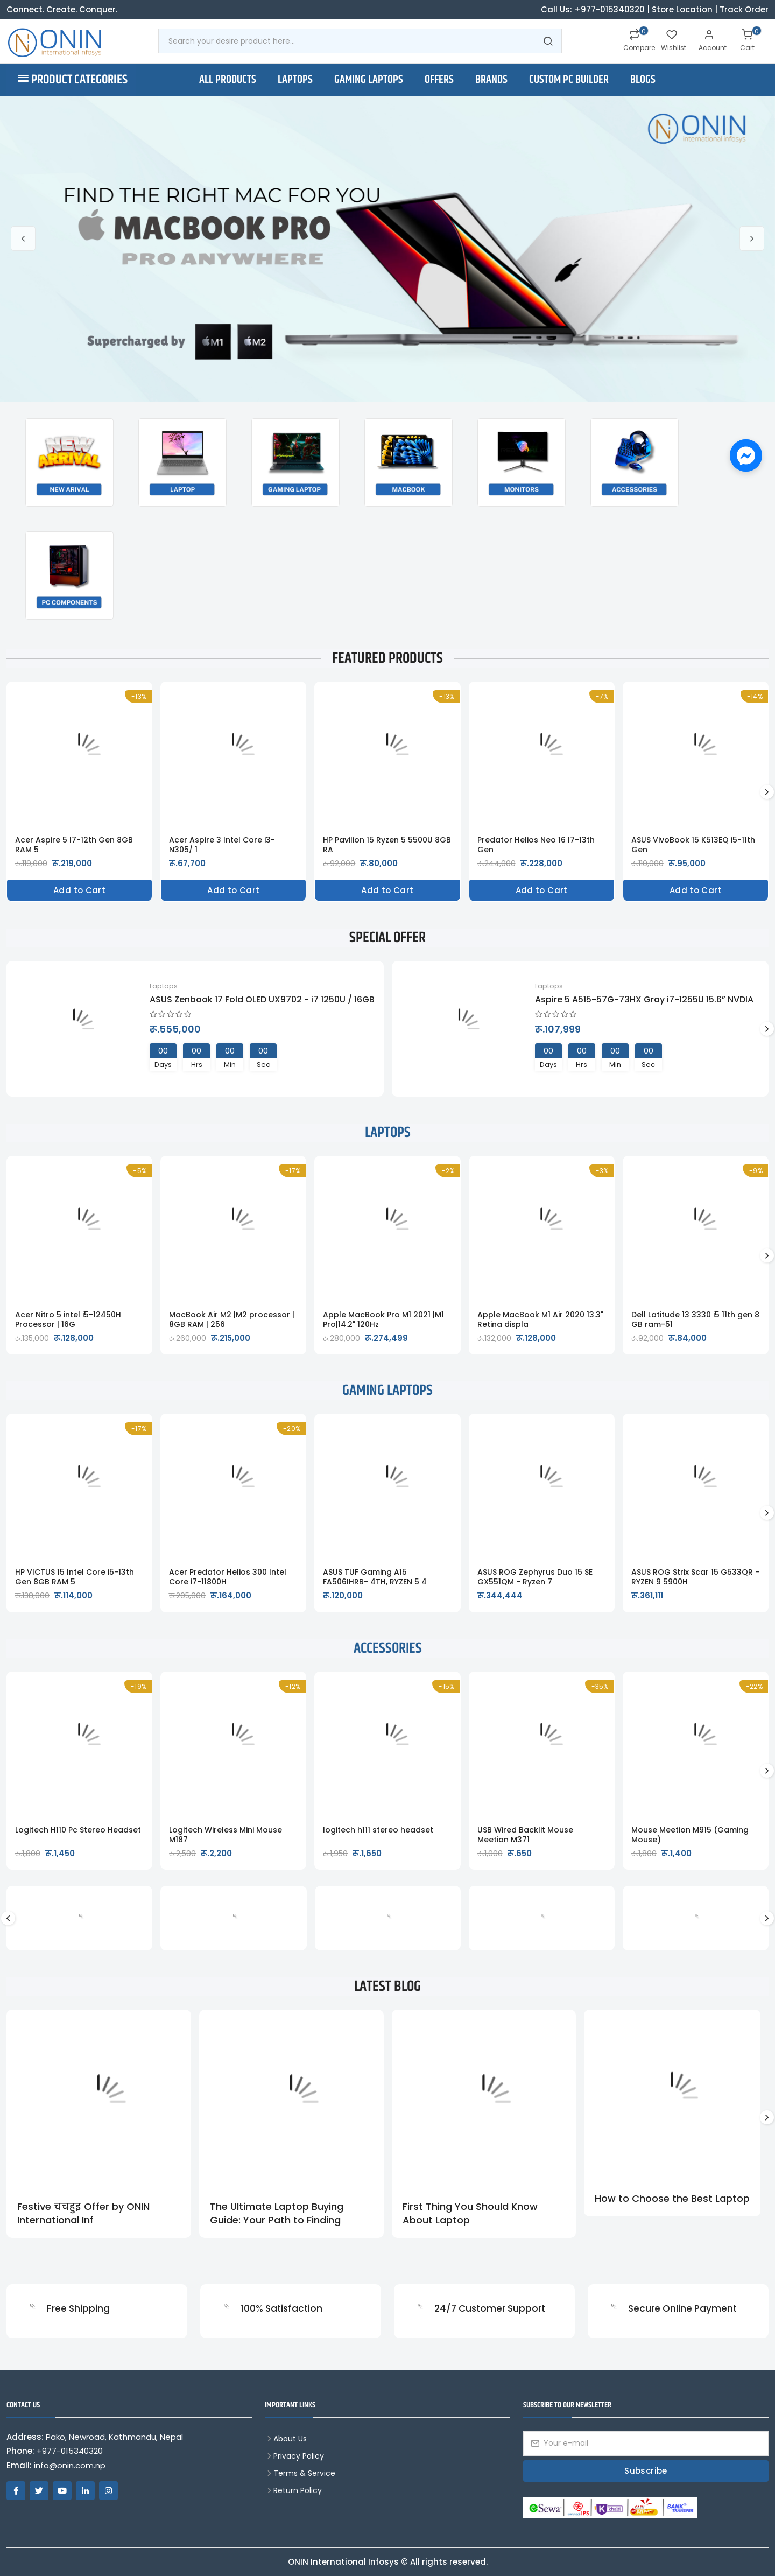 Connect. Create. Conquer.
Call Us: +977-015340320 | Store Location | Track Order
ONIN
international infosys
Search your desire product here...
0
Compare
Wishlist
Account
0
Cart
PRODUCT CATEGORIES
ALL PRODUCTS
LAPTOPS
GAMING LAPTOPS
OFFERS
BRANDS
CUSTOM PC BUILDER
BLOGS
ONIN
international infosys
FIND THE RIGHT MAC FOR YOU
MACBOOK PRO
PRO ANYWHERE
Supercharged by
M1
M2
NEW ARRIVAL
NEW ARIVAL
LAPTOP
GAMING LAPTOP
MACBOOK
MONITORS
ACCESSORIES
PC COMPONENTS
FEATURED PRODUCTS
-13%
-13%
-7%
-14%
Acer Aspire 5 I7-12th Gen 8GB RAM 5
रू.119,000 रू.219,000
Add to Cart
Acer Aspire 3 Intel Core i3-N305/ 1
रू.67,700
Add to Cart
HP Pavilion 15 Ryzen 5 5500U 8GB RA
रू.92,000 रू.80,000
Add to Cart
Predator Helios Neo 16 I7-13th Gen
रू.244,000 रू.228,000
Add to Cart
ASUS VivoBook 15 K513EQ i5-11th Gen
रू.110,000 रू.95,000
Add to Cart
SPECIAL OFFER
Laptops
ASUS Zenbook 17 Fold OLED UX9702 - i7 1250U / 16GB
रू.555,000
00 00 00 00
Days Hrs Min Sec
Laptops
Aspire 5 A515-57G-73HX Gray i7-1255U 15.6" NVDIA
रू.107,999
00 00 00 00
Days Hrs Min Sec
LAPTOPS
-5%
-17%
-2%
-3%
-9%
Acer Nitro 5 intel i5-12450H Processor | 16G
रू.135,000 रू.128,000
MacBook Air M2 |M2 processor | 8GB RAM | 256
रू.260,000 रू.215,000
Apple MacBook Pro M1 2021 |M1 Pro|14.2" 120Hz
रू.280,000 रू.274,499
Apple MacBook M1 Air 2020 13.3" Retina displa
रू.132,000 रू.128,000
Dell Latitude 13 3330 i5 11th gen 8 GB ram-51
रू.92,000 रू.84,000
GAMING LAPTOPS
-17%
-20%
HP VICTUS 15 Intel Core i5-13th Gen 8GB RAM 5
रू.138,000 रू.114,000
Acer Predator Helios 300 Intel Core i7-11800H
रू.205,000 रू.164,000
ASUS TUF Gaming A15 FA506IHRB- 4TH, RYZEN 5 4
रू.120,000
ASUS ROG Zephyrus Duo 15 SE GX551QM - Ryzen 7
रू.344,444
ASUS ROG Strix Scar 15 G533QR - RYZEN 9 5900H
रू.361,111
ACCESSORIES
-19%
-12%
-15%
-35%
-22%
Logitech H110 Pc Stereo Headset
रू.1,800 रू.1,450
Logitech Wireless Mini Mouse M187
रू.2,500 रू.2,200
logitech h111 stereo headset
रू.1,950 रू.1,650
USB Wired Backlit Mouse Meetion M371
रू.1,000 रू.650
Mouse Meetion M915 (Gaming Mouse)
रू.1,800 रू.1,400
LATEST BLOG
Festive चचहुइ Offer by ONIN International Inf
The Ultimate Laptop Buying Guide: Your Path to Finding
First Thing You Should Know About Laptop
How to Choose the Best Laptop
Free Shipping
100% Satisfaction
24/7 Customer Support
Secure Online Payment
CONTACT US
Address: Pako, Newroad, Kathmandu, Nepal
Phone: +977-015340320
Email: info@onin.com.np
IMPORTANT LINKS
About Us
Privacy Policy
Terms & Service
Return Policy
SUBSCRIBE TO OUR NEWSLETTER
Your e-mail
Subscribe
eSewa
IPS
khalti
BANK TRANSFER
ONIN International Infosys © All rights reserved.